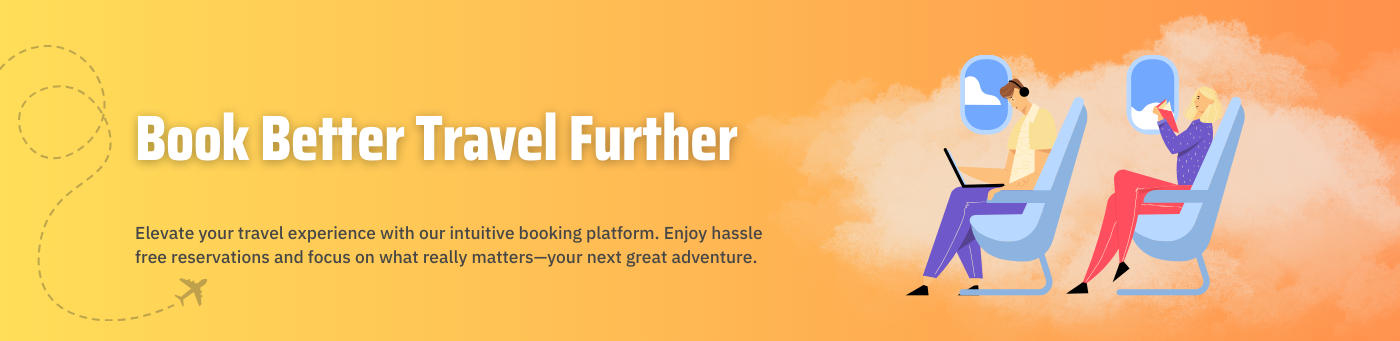 Book Better Travel Further
Elevate your travel experience with our intuitive booking platform. Enjoy hassle
free reservations and focus on what really matters—your next great adventure.